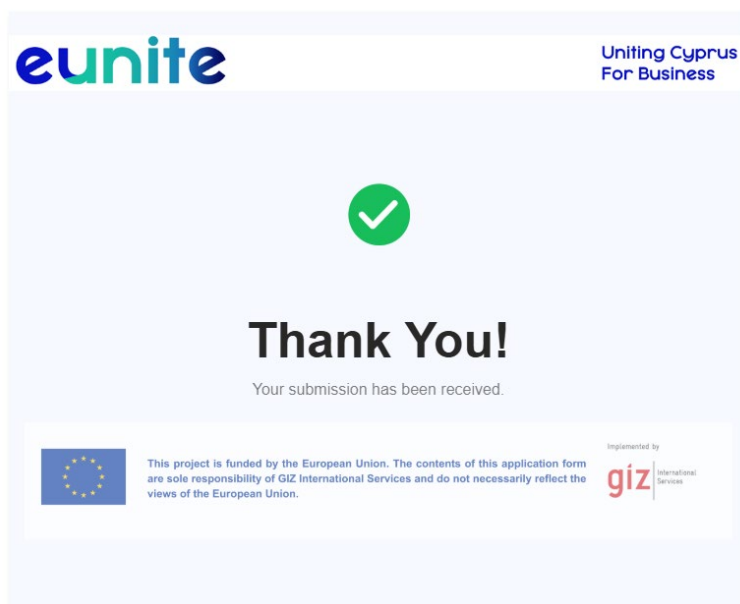 eunite
Uniting Cyprus
For Business
Thank You!
Your submission has been received.
This project is funded by the European Union. The contents of this application form
are sole responsibility of GIZ International Services and do not necessarily reflect the
views of the European Union.
Implemented by
giz
International
Services